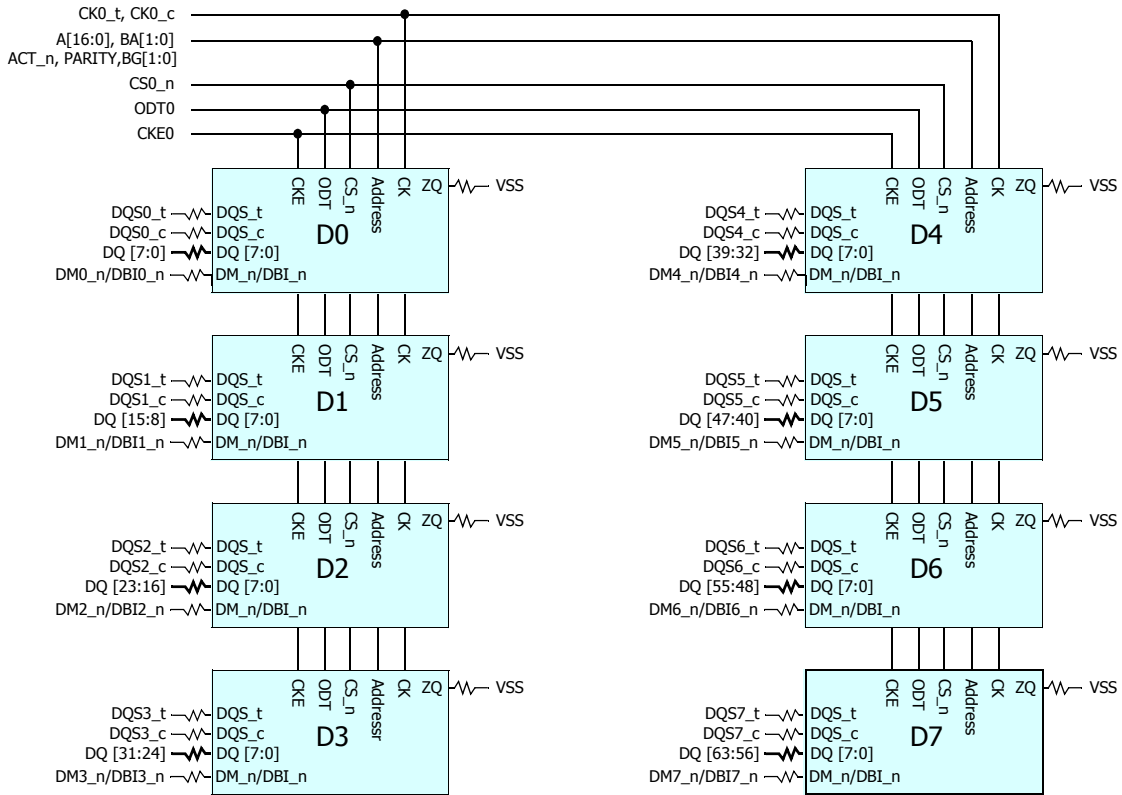 CK0_t, CK0_c
A[16:0], BA[1:0]
ACT_n, PARITY,BG[1:0]
CS0_n
ODT0
CKE0
CKE ODT CS_n Address CK ZQ VSS
DQS0_t DQS_t
DQS0_c DQS_c
D0
DQ [7:0] DQ [7:0]
DM0_n/DBI0_n DM_n/DBI_n
CKE ODT CS_n Address CK ZQ VSS
DQS4_t DQS_t
DQS4_c DQS_c
D4
DQ [39:32] DQ [7:0]
DM4_n/DBI4_n DM_n/DBI_n
CKE ODT CS_n Address CK ZQ VSS
DQS1_t DQS_t
DQS1_c DQS_c
D1
DQ [15:8] DQ [7:0]
DM1_n/DBI1_n DM_n/DBI_n
CKE ODT CS_n Address CK ZQ VSS
DQS5_t DQS_t
DQS5_c DQS_c
D5
DQ [47:40] DQ [7:0]
DM5_n/DBI5_n DM_n/DBI_n
CKE ODT CS_n Address CK ZQ VSS
DQS2_t DQS_t
DQS2_c DQS_c
D2
DQ [23:16] DQ [7:0]
DM2_n/DBI2_n DM_n/DBI_n
CKE ODT CS_n Address CK ZQ VSS
DQS6_t DQS_t
DQS6_c DQS_c
D6
DQ [55:48] DQ [7:0]
DM6_n/DBI6_n DM_n/DBI_n
CKE ODT CS_n Addressr CK ZQ VSS
DQS3_t DQS_t
DQS3_c DQS_c
D3
DQ [31:24] DQ [7:0]
DM3_n/DBI3_n DM_n/DBI_n
CKE ODT CS_n Address CK ZQ VSS
DQS7_t DQS_t
DQS7_c DQS_c
D7
DQ [63:56] DQ [7:0]
DM7_n/DBI7_n DM_n/DBI_n